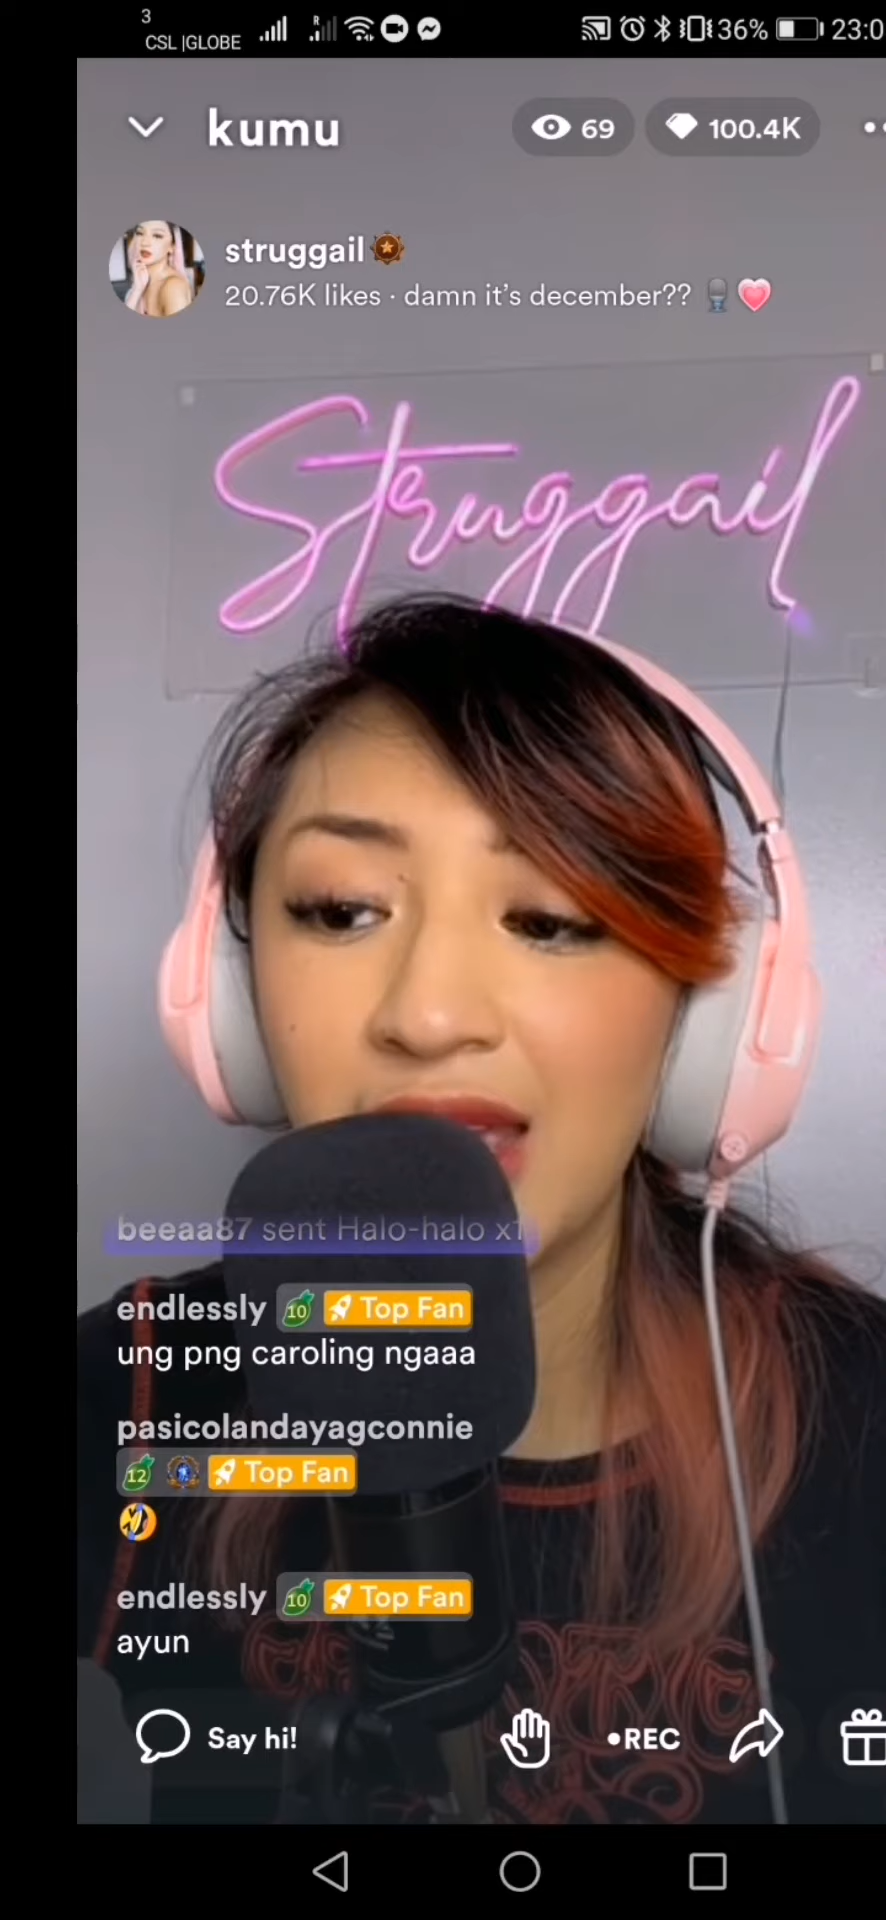 3
CSL |GLOBE
R
36%
23:0
kumu
69
100.4K
struggail
20.76K likes · damn it's december??
Struggail
beeaa87 sent Halo-halo x1
endlessly 10 Top Fan
ung png caroling ngaaa
pasicolandayagconnie
12 Top Fan
endlessly 10 Top Fan
ayun
Say hi!
•REC